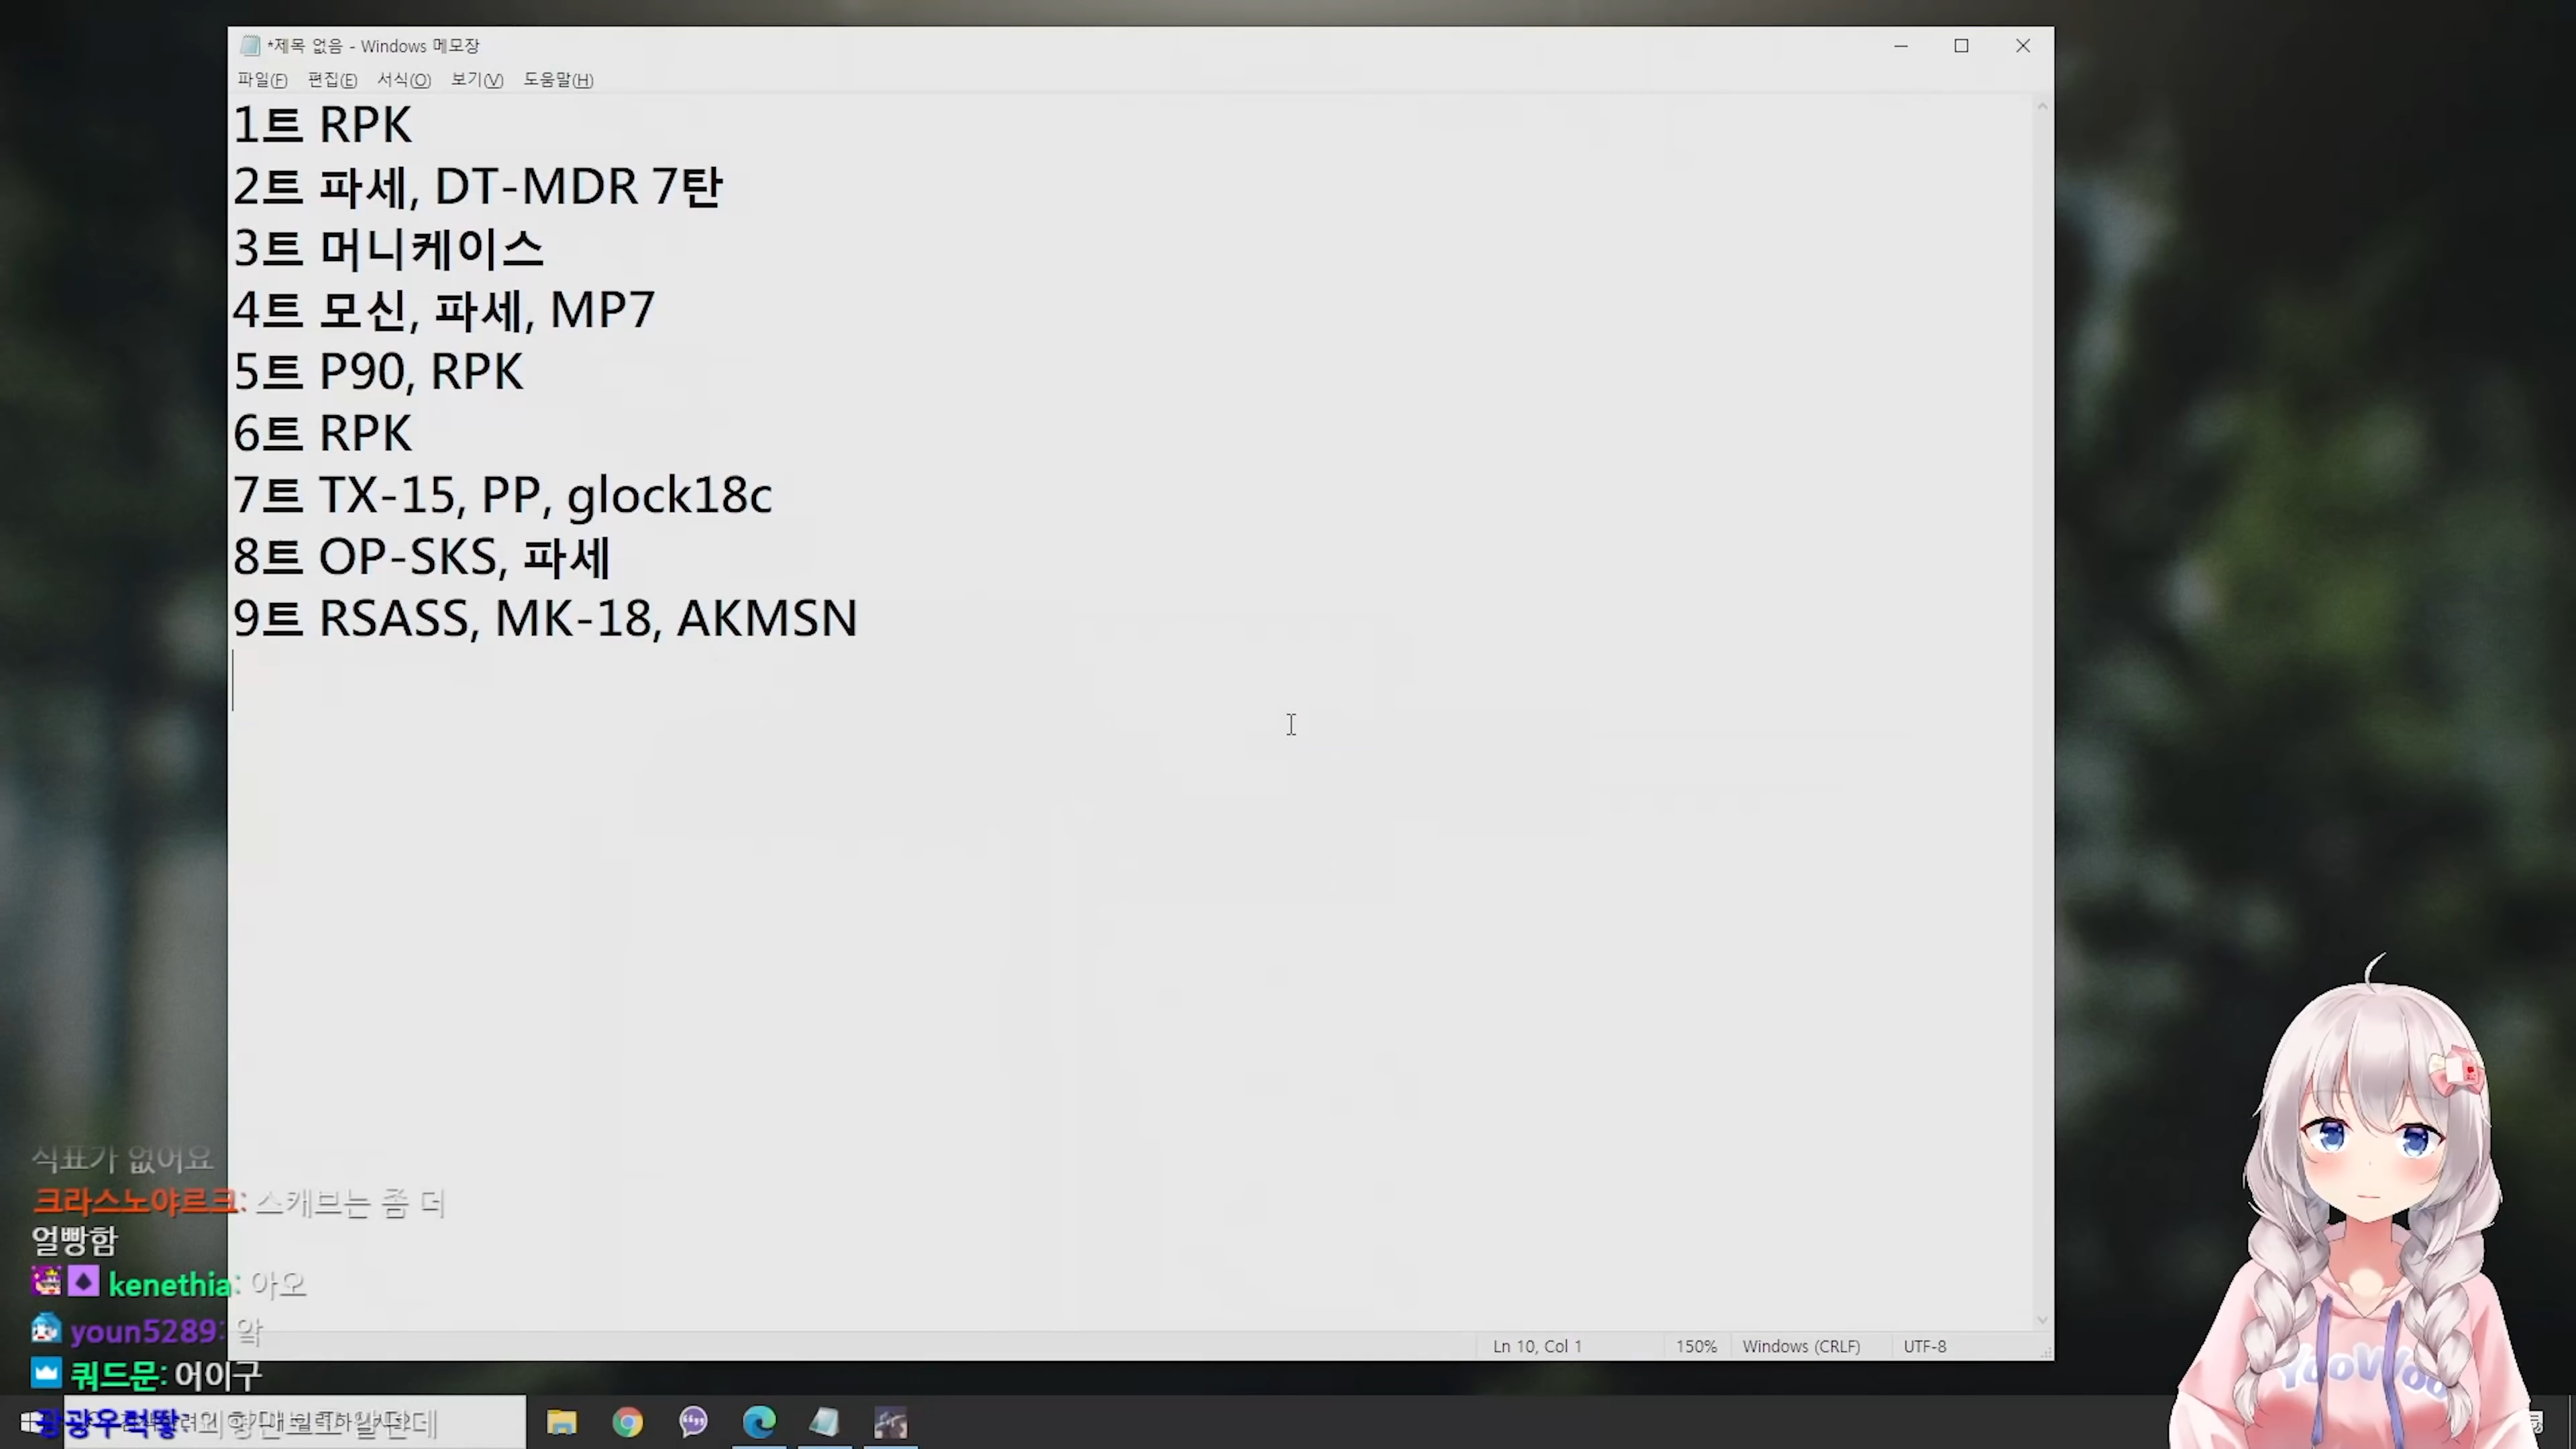 *제목 없음 - Windows 메모장
파일(F) 편집(E) 서식(O) 보기(V) 도움말(H)
1트 RPK
2트 파세, DT-MDR 7탄
3트 머니케이스
4트 모신, 파세, MP7
5트 P90, RPK
6트 RPK
7트 TX-15, PP, glock18c
8트 OP-SKS, 파세
9트 RSASS, MK-18, AKMSN
식표가 없어요
크라스노야르크: 스캐브는 좀 더
얼빵함
kenethia: 아오
youn5289: 악
쿼드문: 어이구
Ln 10, Col 1 150% Windows (CRLF) UTF-8
YooWoo